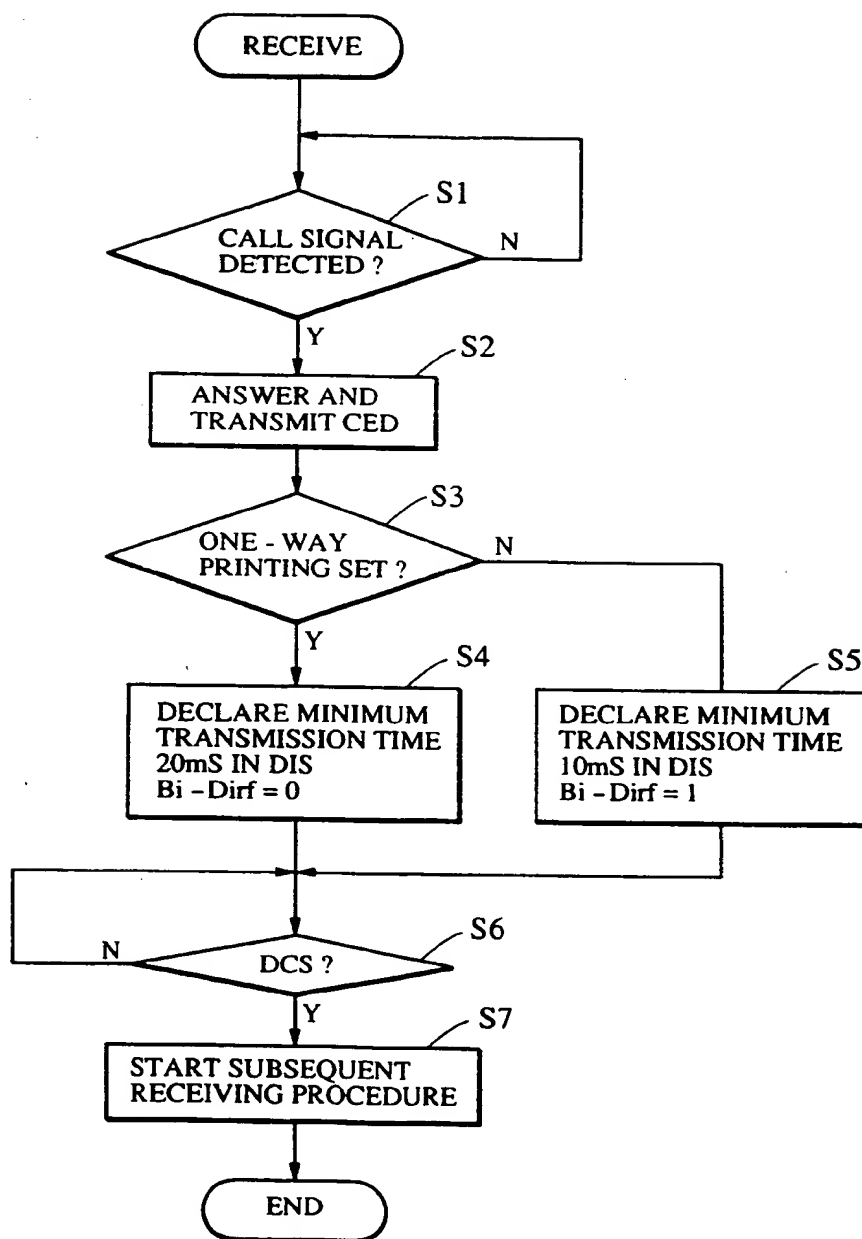 RECEIVE
S1
CALL SIGNAL
DETECTED ?
N
Y
S2
ANSWER AND
TRANSMIT CED
S3
ONE - WAY
PRINTING SET ?
N
Y
S4
DECLARE MINIMUM
TRANSMISSION TIME
20mS IN DIS
Bi - Dirf = 0
S5
DECLARE MINIMUM
TRANSMISSION TIME
10mS IN DIS
Bi - Dirf = 1
S6
DCS ?
N
Y
S7
START SUBSEQUENT
RECEIVING PROCEDURE
END